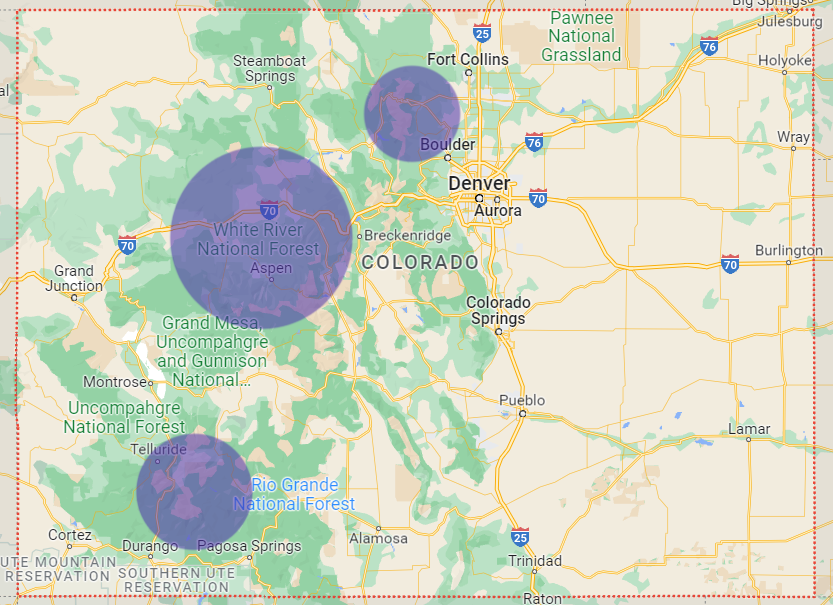 Big Springs
Pawnee
National
Grassland
Julesburg
25
76
Steamboat
Springs
Fort Collins
Holyoke
al
Boulder
76
Wray
Denver
70
Aurora
70
White River
National Forest
Breckenridge
70
Burlington
COLORADO
70
Aspen
Grand
Junction
Colorado
Springs
Grand Mesa,
Uncompahgre
and Gunnison
National...
Montrose
Pueblo
Uncompahgre
National Forest
Lamar
Telluride
Rio Grande
National Forest
Cortez
25
Alamosa
Durango
Pagosa Springs
UTE MOUNTAIN
RESERVATION
SOUTHERN UTE
RESERVATION
Trinidad
Raton